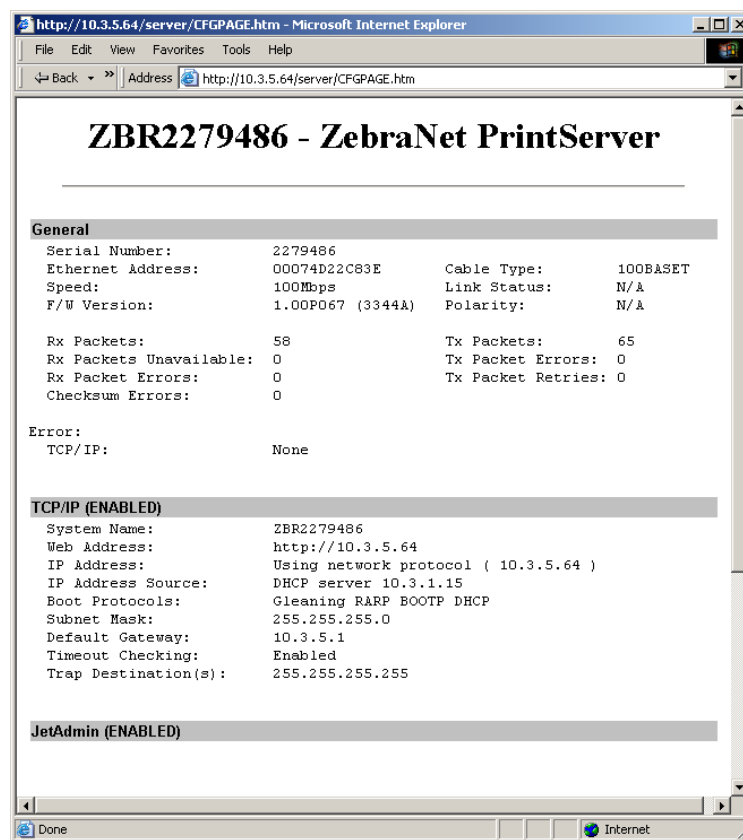 http://10.3.5.64/server/CFGPAGE.htm - Microsoft Internet Explorer
File Edit View Favorites Tools Help
Back » Address http://10.3.5.64/server/CFGPAGE.htm
ZBR2279486 - ZebraNet PrintServer
General
Serial Number: 2279486
Ethernet Address: 00074D22C83E Cable Type: 100BASET
Speed: 100Mbps Link Status: N/A
F/W Version: 1.00P067 (3344A) Polarity: N/A
Rx Packets: 58 Tx Packets: 65
Rx Packets Unavailable: 0 Tx Packet Errors: 0
Rx Packet Errors: 0 Tx Packet Retries: 0
Checksum Errors: 0
Error:
TCP/IP: None
TCP/IP (ENABLED)
System Name: ZBR2279486
Web Address: http://10.3.5.64
IP Address: Using network protocol ( 10.3.5.64 )
IP Address Source: DHCP server 10.3.1.15
Boot Protocols: Gleaning RARP BOOTP DHCP
Subnet Mask: 255.255.255.0
Default Gateway: 10.3.5.1
Timeout Checking: Enabled
Trap Destination(s): 255.255.255.255
JetAdmin (ENABLED)
Done Internet